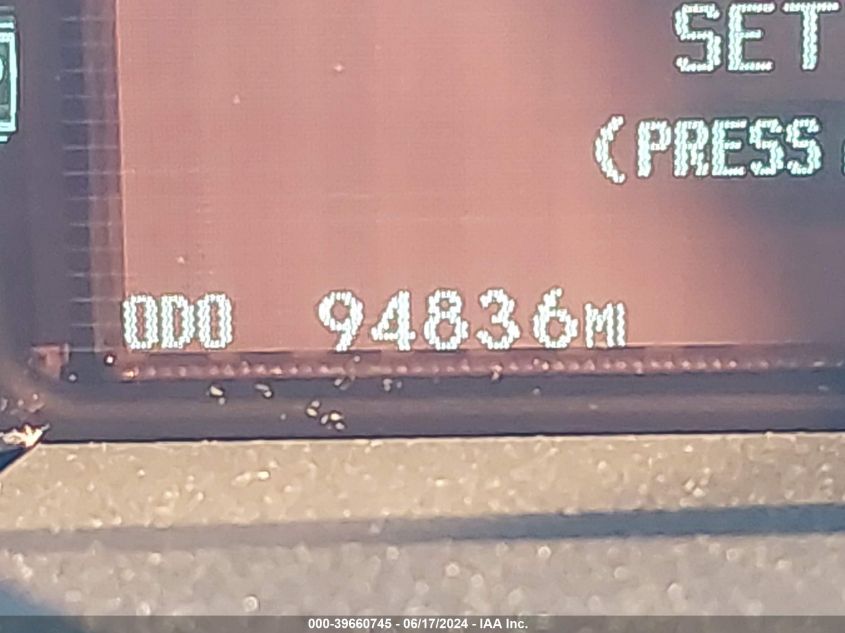 SET
(PRESS
ODO 94836MI
000-39660745 - 06/17/2024 - IAA Inc.